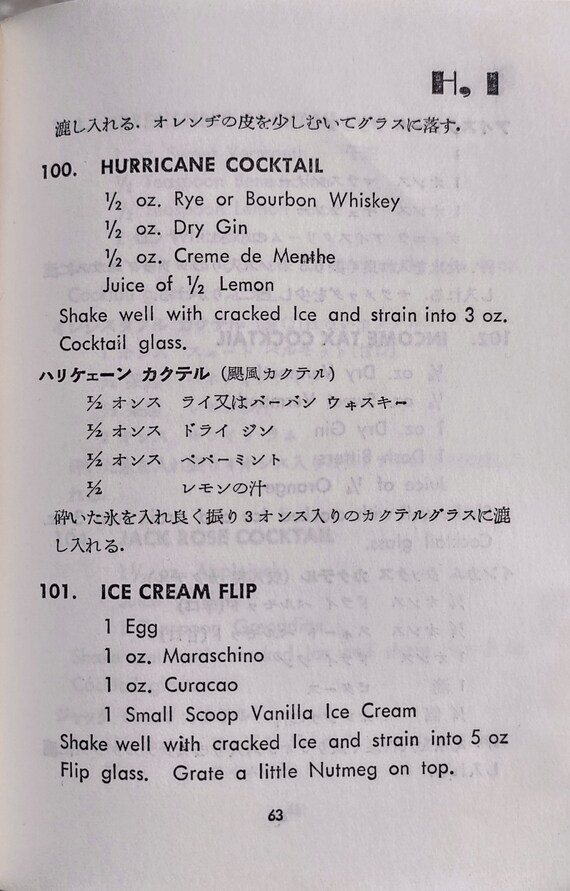 H, I
漉し入れる．オレンヂの皮を少しむいてグラスに落す．
100. HURRICANE COCKTAIL
½ oz. Rye or Bourbon Whiskey
½ oz. Dry Gin
½ oz. Creme de Menthe
Juice of ½ Lemon
Shake well with cracked Ice and strain into 3 oz.
Cocktail glass.
ハリケェーン カクテル (颶風カクテル)
½ オンス ライ又はバーバン ウヰスキー
½ オンス ドライ ジン
½ オンス ペパーミント
½ レモンの汁
砕いた氷を入れ良く振り3オンス入りのカクテルグラスに漉
し入れる．
101. ICE CREAM FLIP
1 Egg
1 oz. Maraschino
1 oz. Curacao
1 Small Scoop Vanilla Ice Cream
Shake well with cracked Ice and strain into 5 oz
Flip glass. Grate a little Nutmeg on top.
63